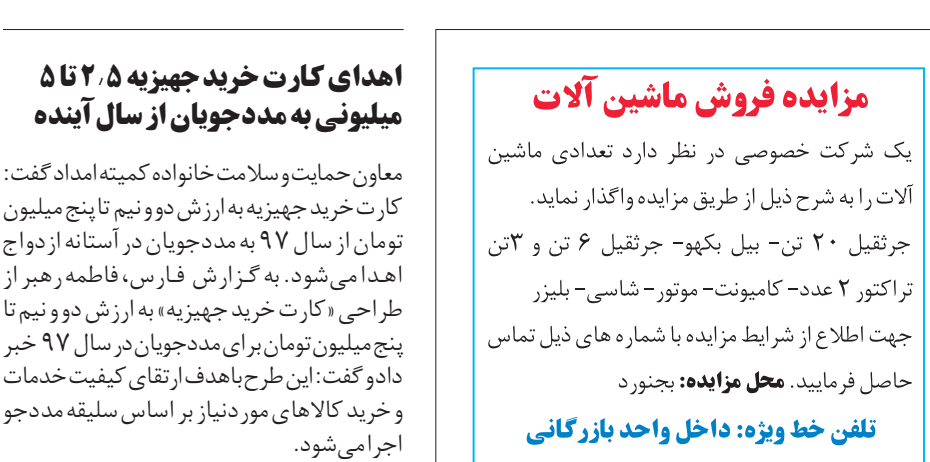 مزایده فروش ماشین آلات
یک شرکت خصوصی در نظر دارد تعدادی ماشین
آلات را به شرح ذیل از طریق مزایده واگذار نماید.
جرثقیل ۲۰ تن- بیل بکهو- جرثقیل ۶ تن و ۳تن
تراکتور ۲ عدد- کامیونت- موتور- شاسی- بلیزر
جهت اطلاع از شرایط مزایده با شماره های ذیل تماس
حاصل فرمایید. محل مزایده: بجنورد
تلفن خط ویژه: داخل واحد بازرگانی
اهدای کارت خرید جهیزیه ۲٫۵ تا ۵
میلیونی به مددجویان از سال آینده
معاون حمایت و سلامت خانواده کمیته امداد گفت:
کارت خرید جهیزیه به ارزش دو و نیم تا پنج میلیون
تومان از سال ۹۷ به مددجویان در آستانه ازدواج
اهدا می‌شود. به گزارش فارس، فاطمه رهبر از
طراحی «کارت خرید جهیزیه» به ارزش دو و نیم تا
پنج میلیون تومان برای مددجویان در سال ۹۷ خبر
داد و گفت: این طرح باهدف ارتقای کیفیت خدمات
و خرید کالاهای مورد نیاز بر اساس سلیقه مددجو
اجرا می‌شود.